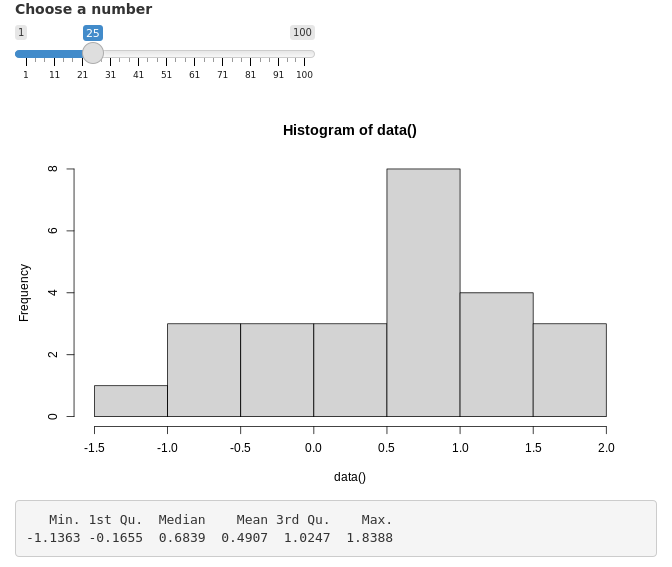 Choose a number
1 25 100
1 11 21 31 41 51 61 71 81 91 100
Histogram of data()
Frequency
8
6
4
2
0
-1.5 -1.0 -0.5 0.0 0.5 1.0 1.5 2.0
data()
Min. 1st Qu. Median Mean 3rd Qu. Max.
-1.1363 -0.1655 0.6839 0.4907 1.0247 1.8388